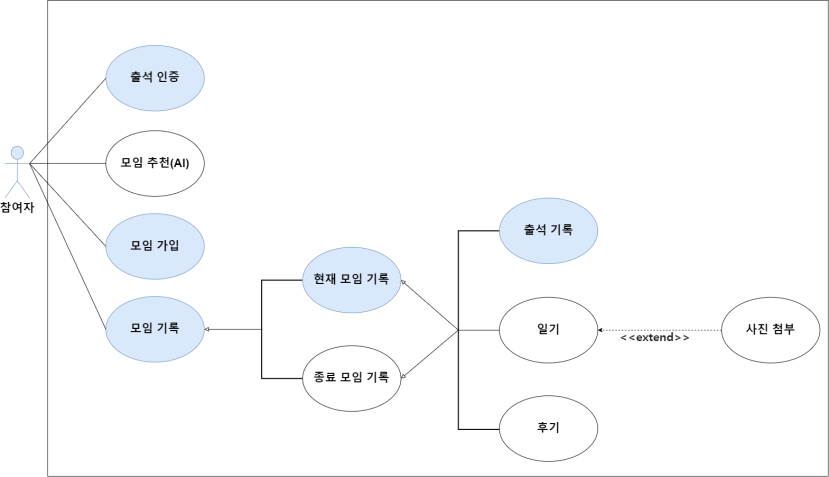 출석 인증
모임 추천(AI)
참여자
모임 가입
모임 기록
현재 모임 기록
종료 모임 기록
출석 기록
일기
<<extend>>
사진 첨부
후기